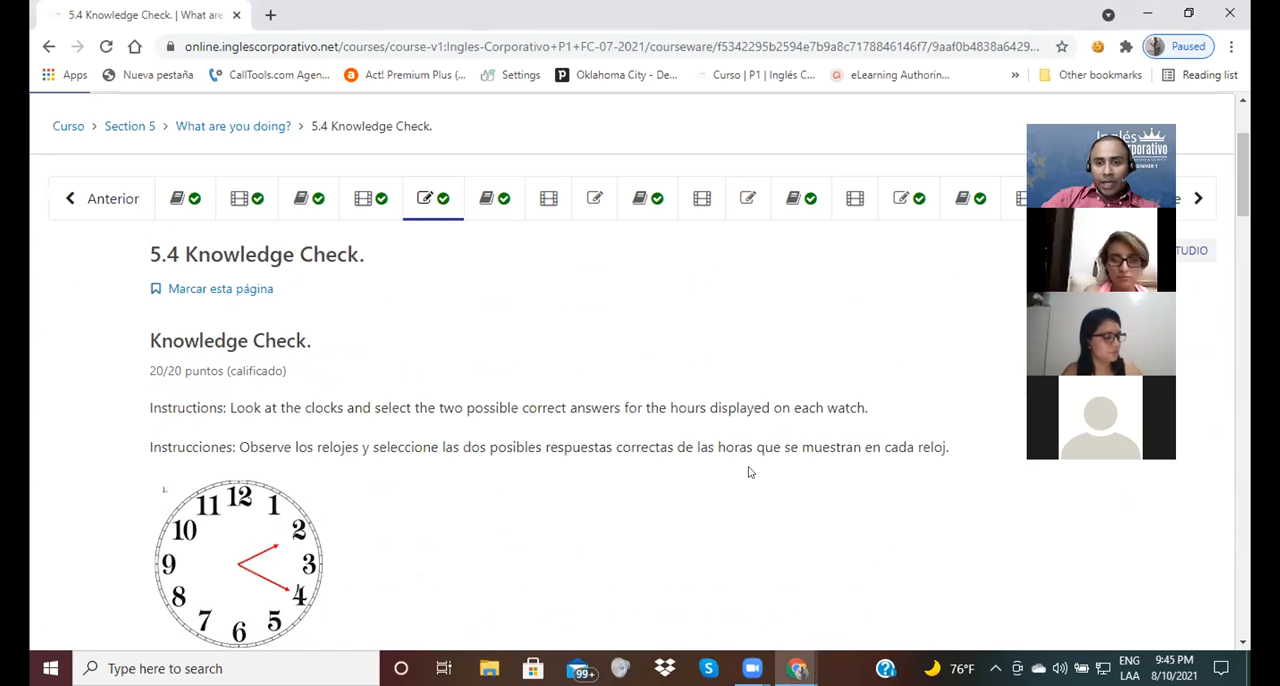 5.4 Knowledge Check. | What are
online.inglescorporativo.net/courses/course-v1:Ingles-Corporativo+P1+FC-07-2021/courseware/f5342295b2594e7b9a8c7178846146f7/9aaf0b4838a6429...
Paused
Apps Nueva pestaña CallTools.com Agen... Act! Premium Plus (... Settings Oklahoma City - De... Curso | P1 | Inglés C... eLearning Authorin... » Other bookmarks Reading list
Curso > Section 5 > What are you doing? > 5.4 Knowledge Check.
Inglés
Anterior
5.4 Knowledge Check.
TUDIO
Marcar esta página
Knowledge Check.
20/20 puntos (calificado)
Instructions: Look at the clocks and select the two possible correct answers for the hours displayed on each watch.
Instrucciones: Observe los relojes y seleccione las dos posibles respuestas correctas de las horas que se muestran en cada reloj.
1.
12
11 1
10 2
9 3
8 4
7 5
6
Type here to search
99+
76°F
ENG
LAA
9:45 PM
8/10/2021